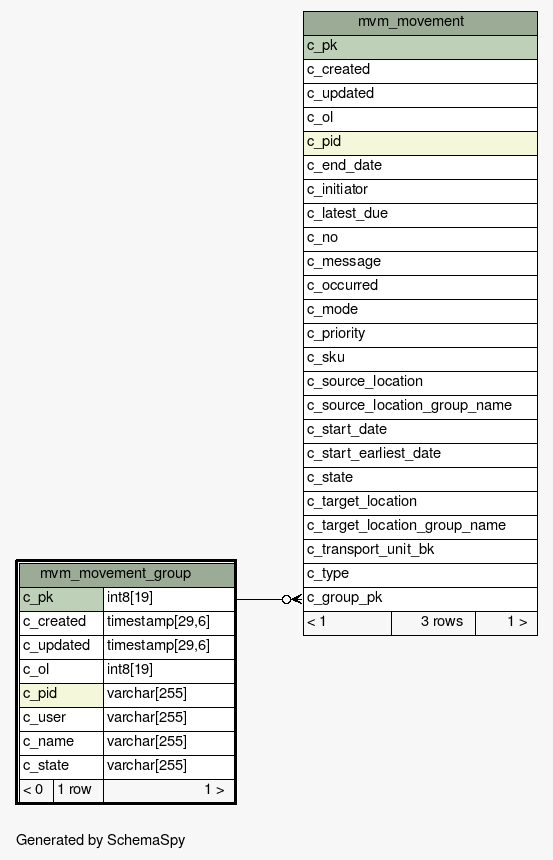 mvm_movement
c_pk
c_created
c_updated
c_ol
c_pid
c_end_date
c_initiator
c_latest_due
c_no
c_message
c_occurred
c_mode
c_priority
c_sku
c_source_location
c_source_location_group_name
c_start_date
c_start_earliest_date
c_state
c_target_location
c_target_location_group_name
c_transport_unit_bk
c_type
c_group_pk
< 1 3 rows 1 >
mvm_movement_group
c_pk int8[19]
c_created timestamp[29,6]
c_updated timestamp[29,6]
c_ol int8[19]
c_pid varchar[255]
c_user varchar[255]
c_name varchar[255]
c_state varchar[255]
< 0 1 row 1 >
Generated by SchemaSpy